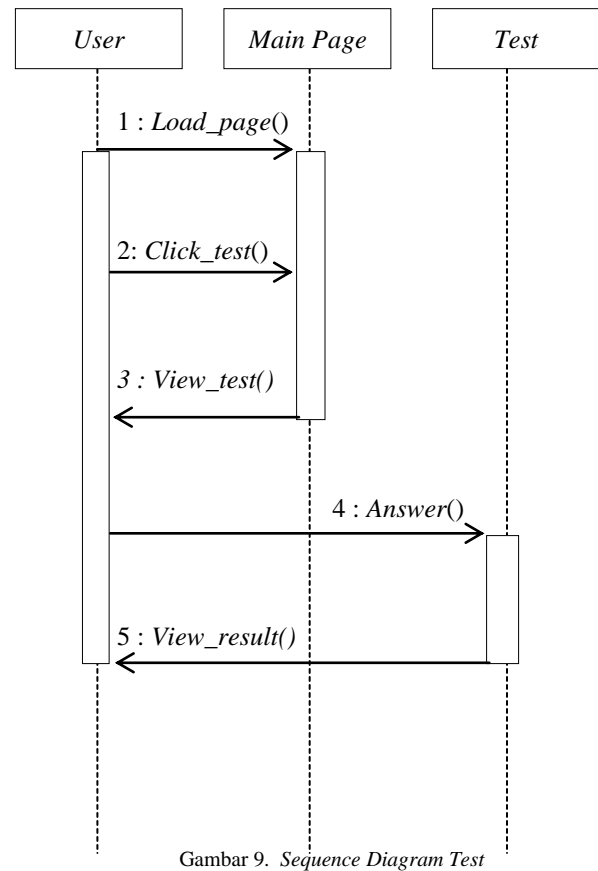 User
Main Page
Test
1 : Load_page()
2: Click_test()
3 : View_test()
4 : Answer()
5 : View_result()
Gambar 9. Sequence Diagram Test